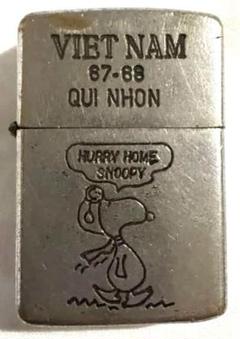 VIET NAM
67-68
QUI NHON
HURRY HOME
SNOOPY